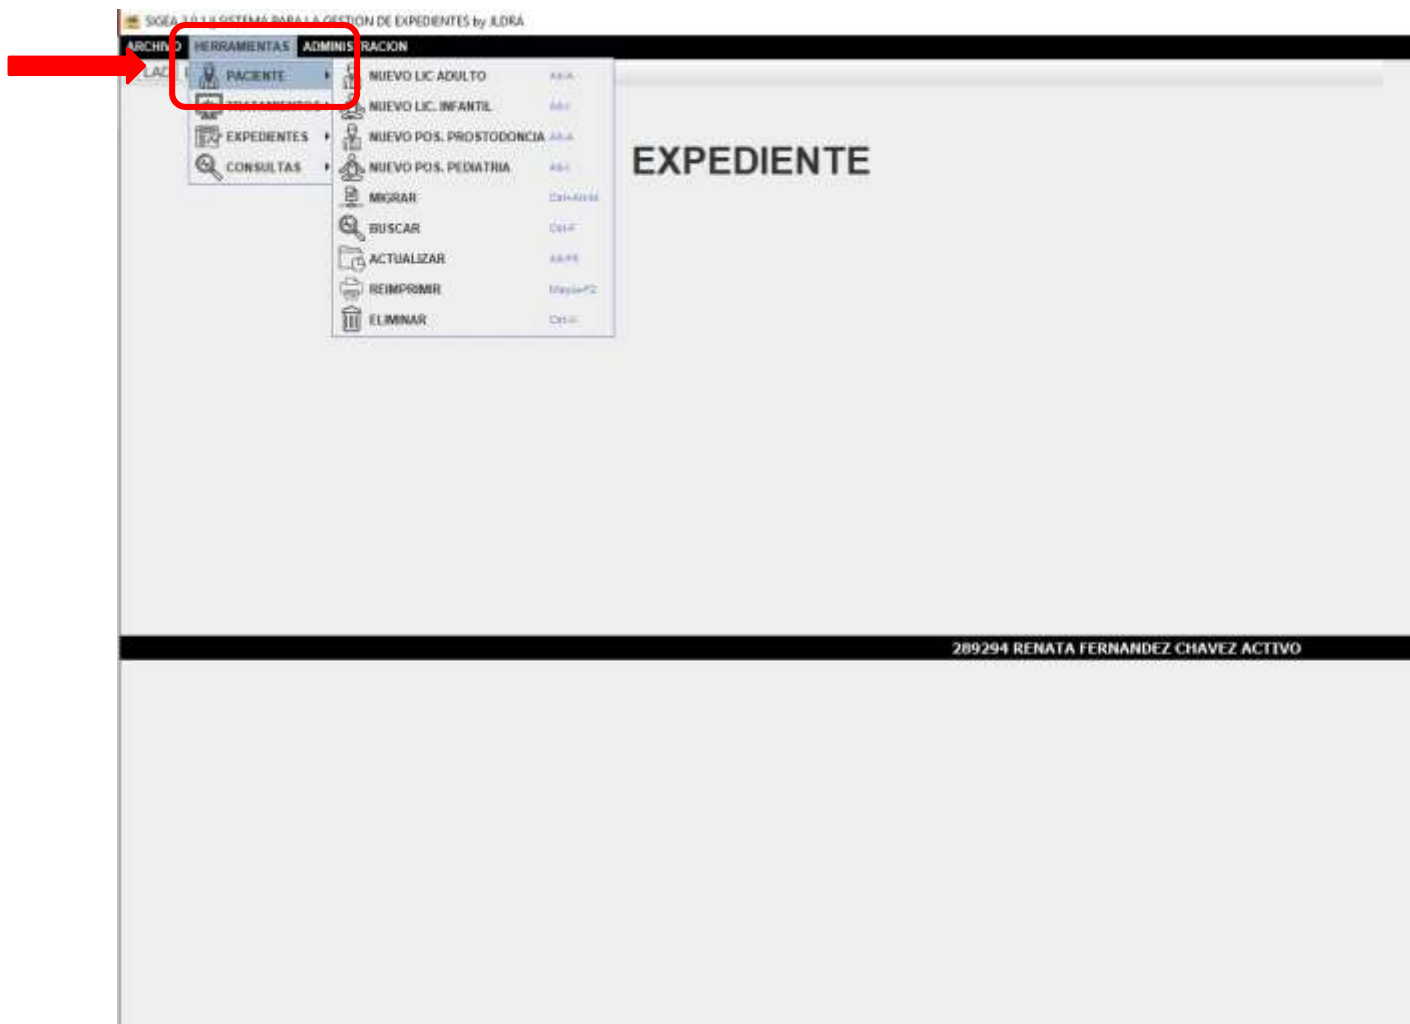 SIGEA 3.0.1 || SISTEMA PARA LA GESTION DE EXPEDIENTES by JLDRA
ARCHIVO HERRAMIENTAS ADMINISTRACION
PACIENTE
TRATAMIENTOS
EXPEDIENTES
CONSULTAS
NUEVO LIC ADULTO
NUEVO LIC. INFANTIL
NUEVO POS. PROSTODONCIA
NUEVO POS. PEDIATRIA
MIGRAR
BUSCAR Ctrl-F
ACTUALIZAR
REIMPRIMIR
ELIMINAR
EXPEDIENTE
289294 RENATA FERNANDEZ CHAVEZ ACTIVO